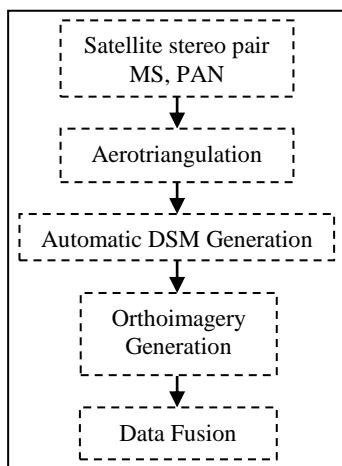 Satellite stereo pair
MS, PAN
Aerotriangulation
Automatic DSM Generation
Orthoimagery
Generation
Data Fusion